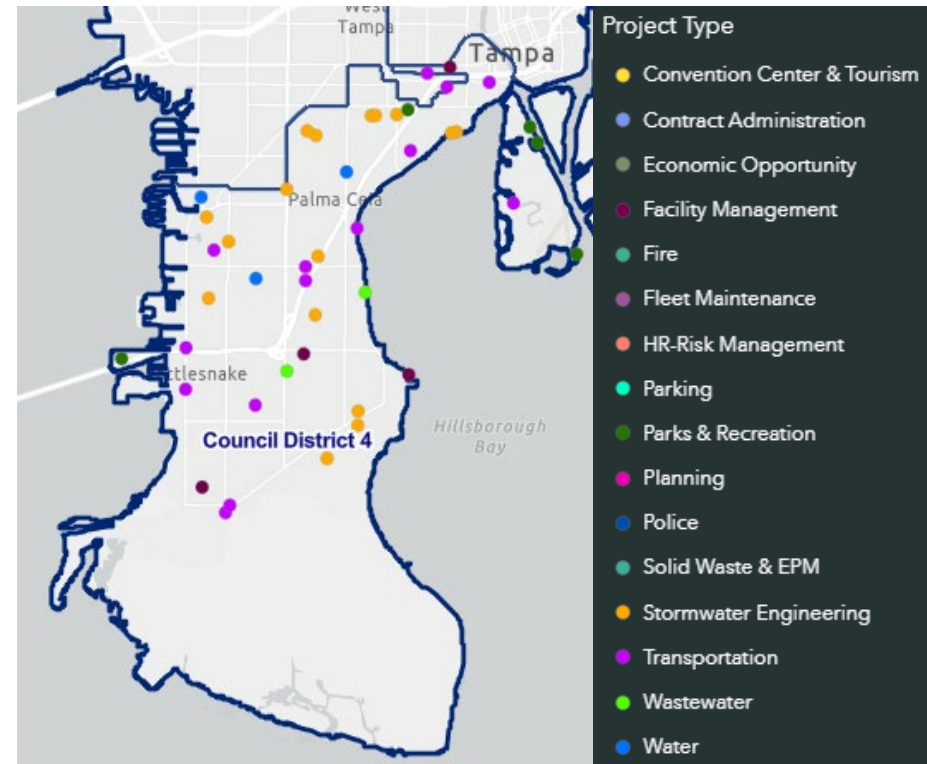 West
Tampa
Tampa
Palma Ceia
ttlesnake
Council District 4
Hillsborough
Bay
Project Type
Convention Center & Tourism
Contract Administration
Economic Opportunity
Facility Management
Fire
Fleet Maintenance
HR-Risk Management
Parking
Parks & Recreation
Planning
Police
Solid Waste & EPM
Stormwater Engineering
Transportation
Wastewater
Water